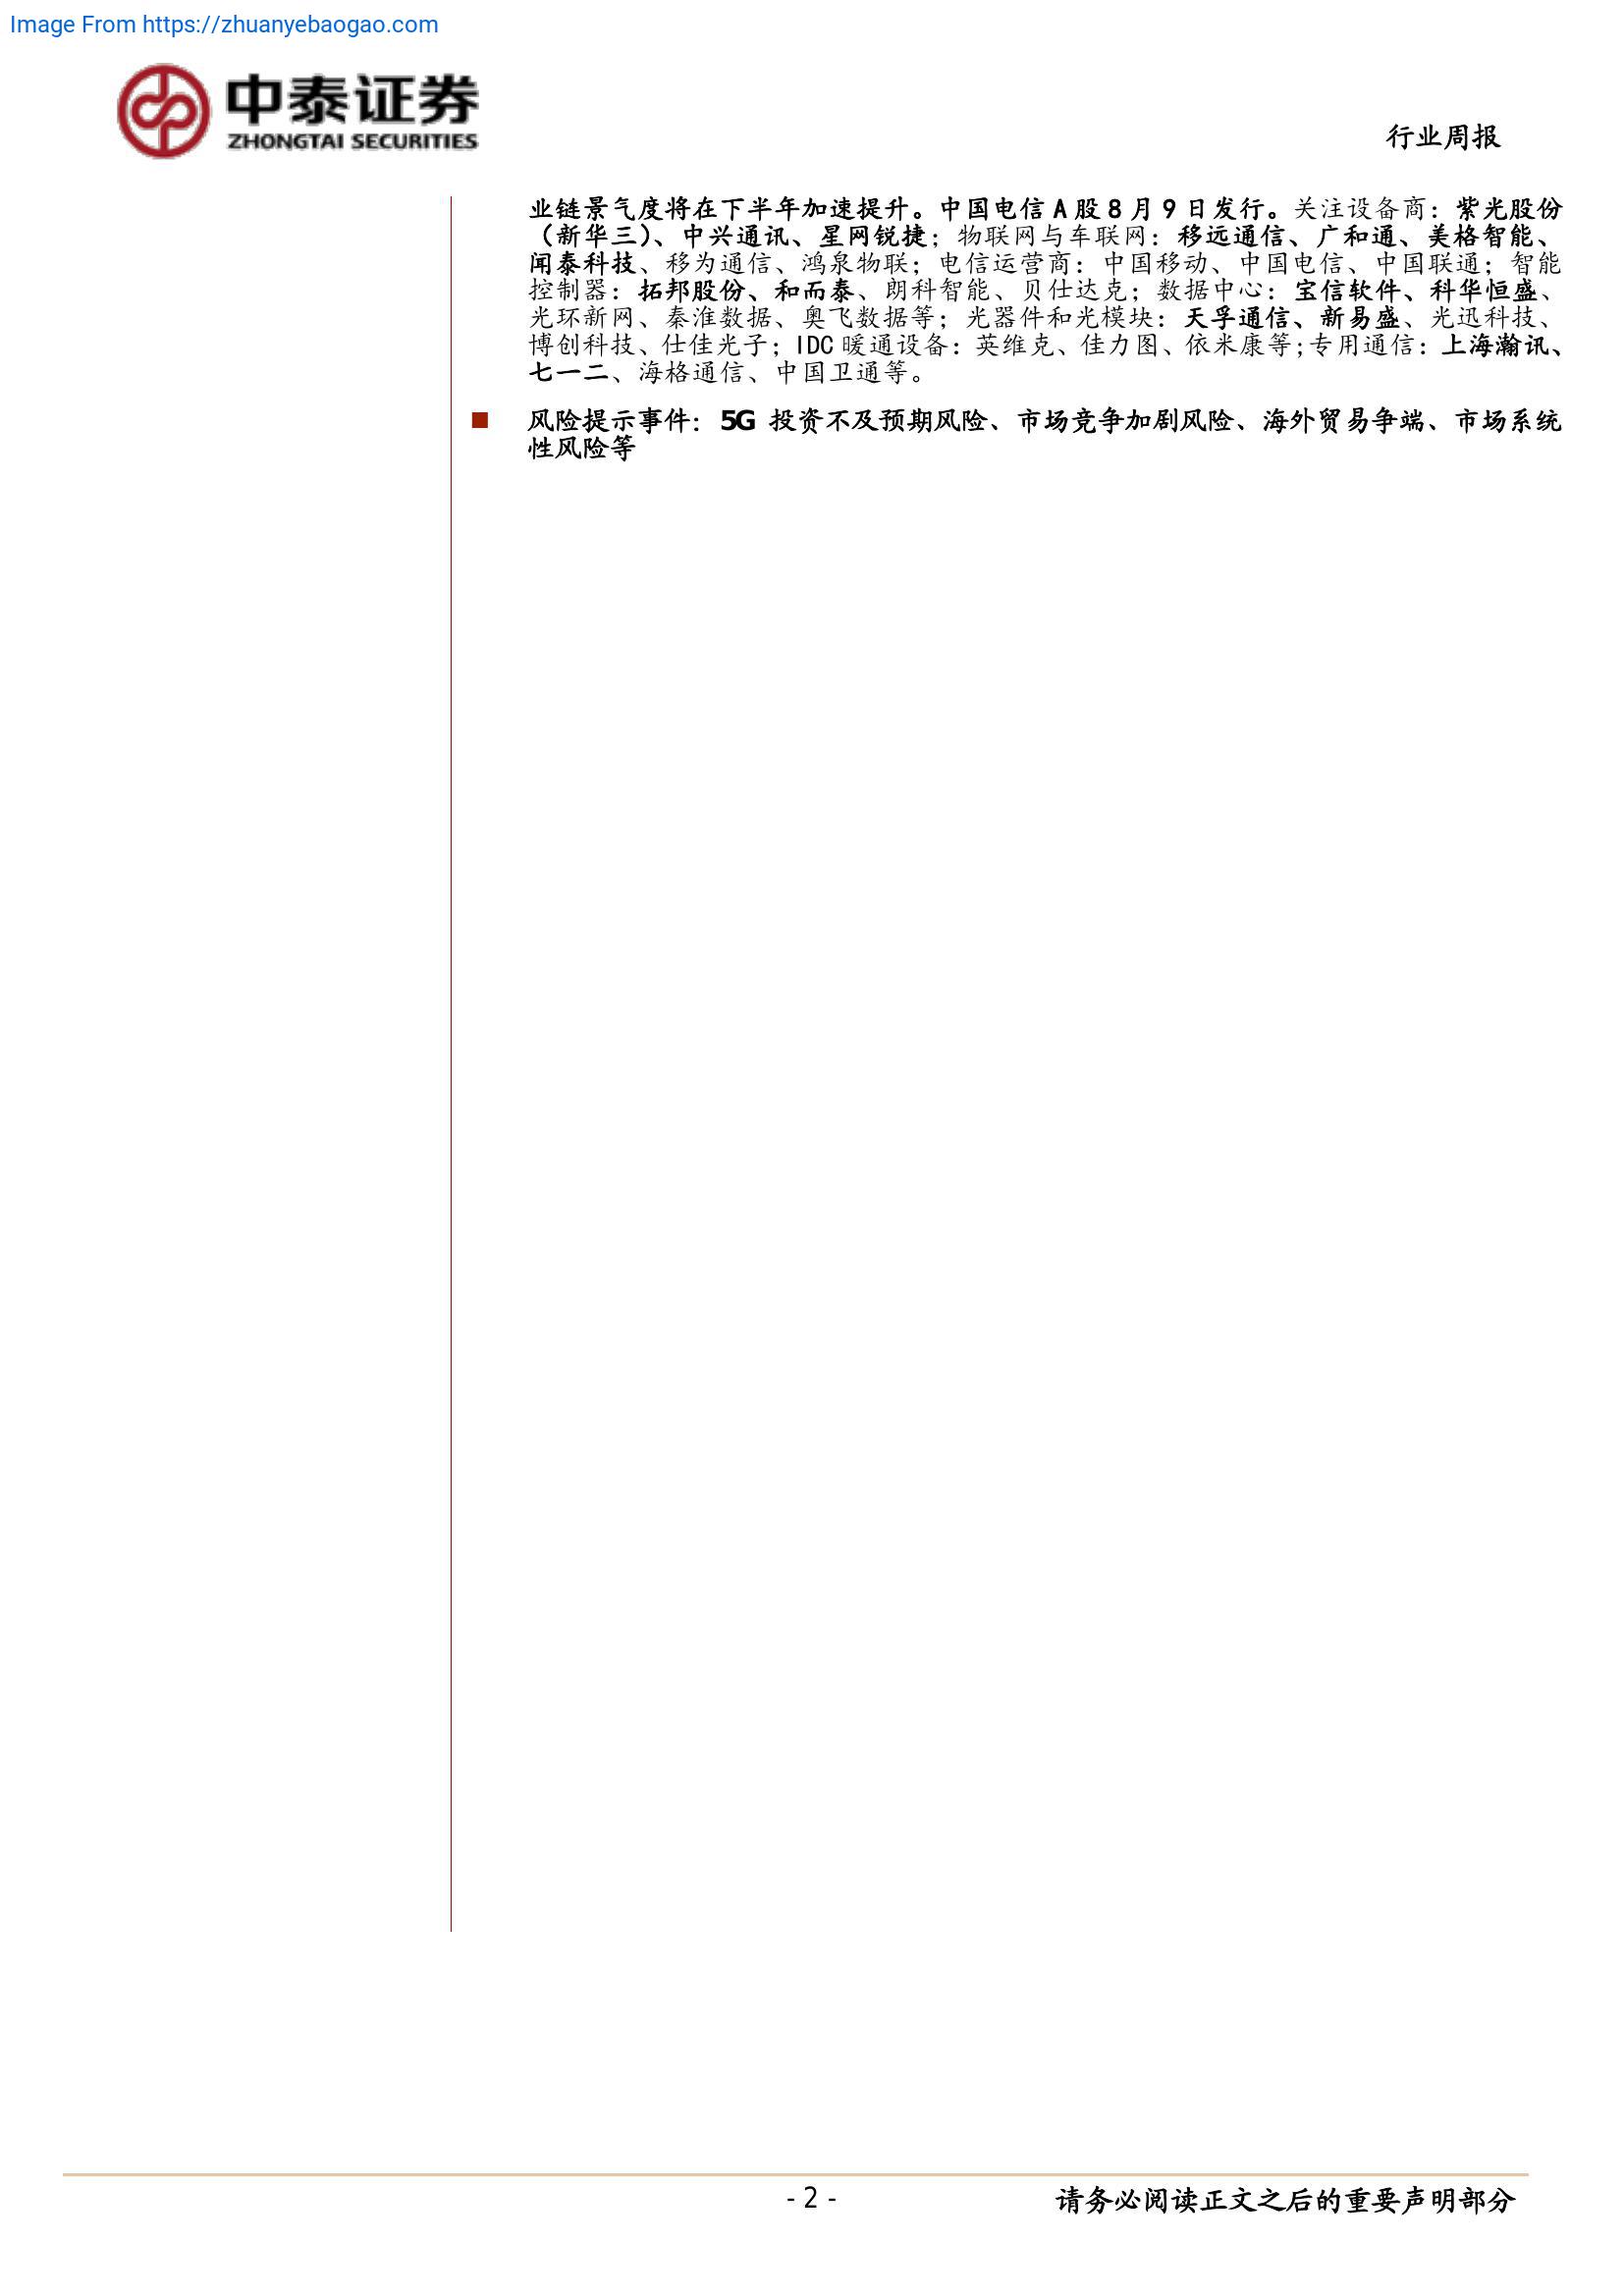 Image From https://zhuanyebaogao.com
中泰证券
ZHONGTAI SECURITIES
行业周报
业链景气度将在下半年加速提升。中国电信 A 股 8 月 9 日发行。关注设备商：紫光股份
（新华三）、中兴通讯、星网锐捷；物联网与车联网：移远通信、广和通、美格智能、
闻泰科技、移为通信、鸿泉物联；电信运营商：中国移动、中国电信、中国联通；智能
控制器：拓邦股份、和而泰、朗科智能、贝仕达克；数据中心：宝信软件、科华恒盛、
光环新网、秦淮数据、奥飞数据等；光器件和光模块：天孚通信、新易盛、光迅科技、
博创科技、仕佳光子；IDC 暖通设备：英维克、佳力图、依米康等;专用通信：上海瀚讯、
七一二、海格通信、中国卫通等。
■ 风险提示事件：5G 投资不及预期风险、市场竞争加剧风险、海外贸易争端、市场系统
性风险等
- 2 -
请务必阅读正文之后的重要声明部分